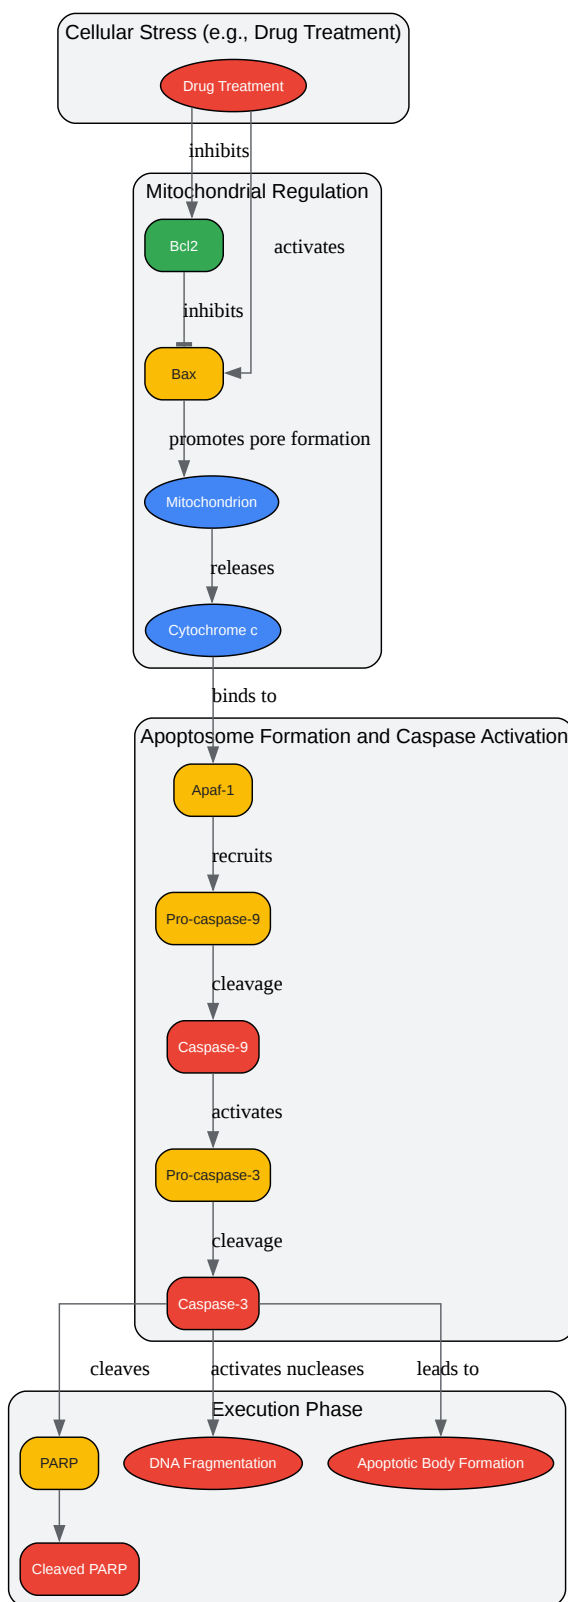 Cellular Stress (e.g., Drug Treatment)
Drug Treatment
inhibits
Mitochondrial Regulation
Bcl2
activates
inhibits
Bax
promotes pore formation
Mitochondrion
releases
Cytochrome c
binds to
Apoptosome Formation and Caspase Activation
Apaf-1
recruits
Pro-caspase-9
cleavage
Caspase-9
activates
Pro-caspase-3
cleavage
Caspase-3
cleaves
activates nucleases
leads to
Execution Phase
PARP
DNA Fragmentation
Apoptotic Body Formation
Cleaved PARP